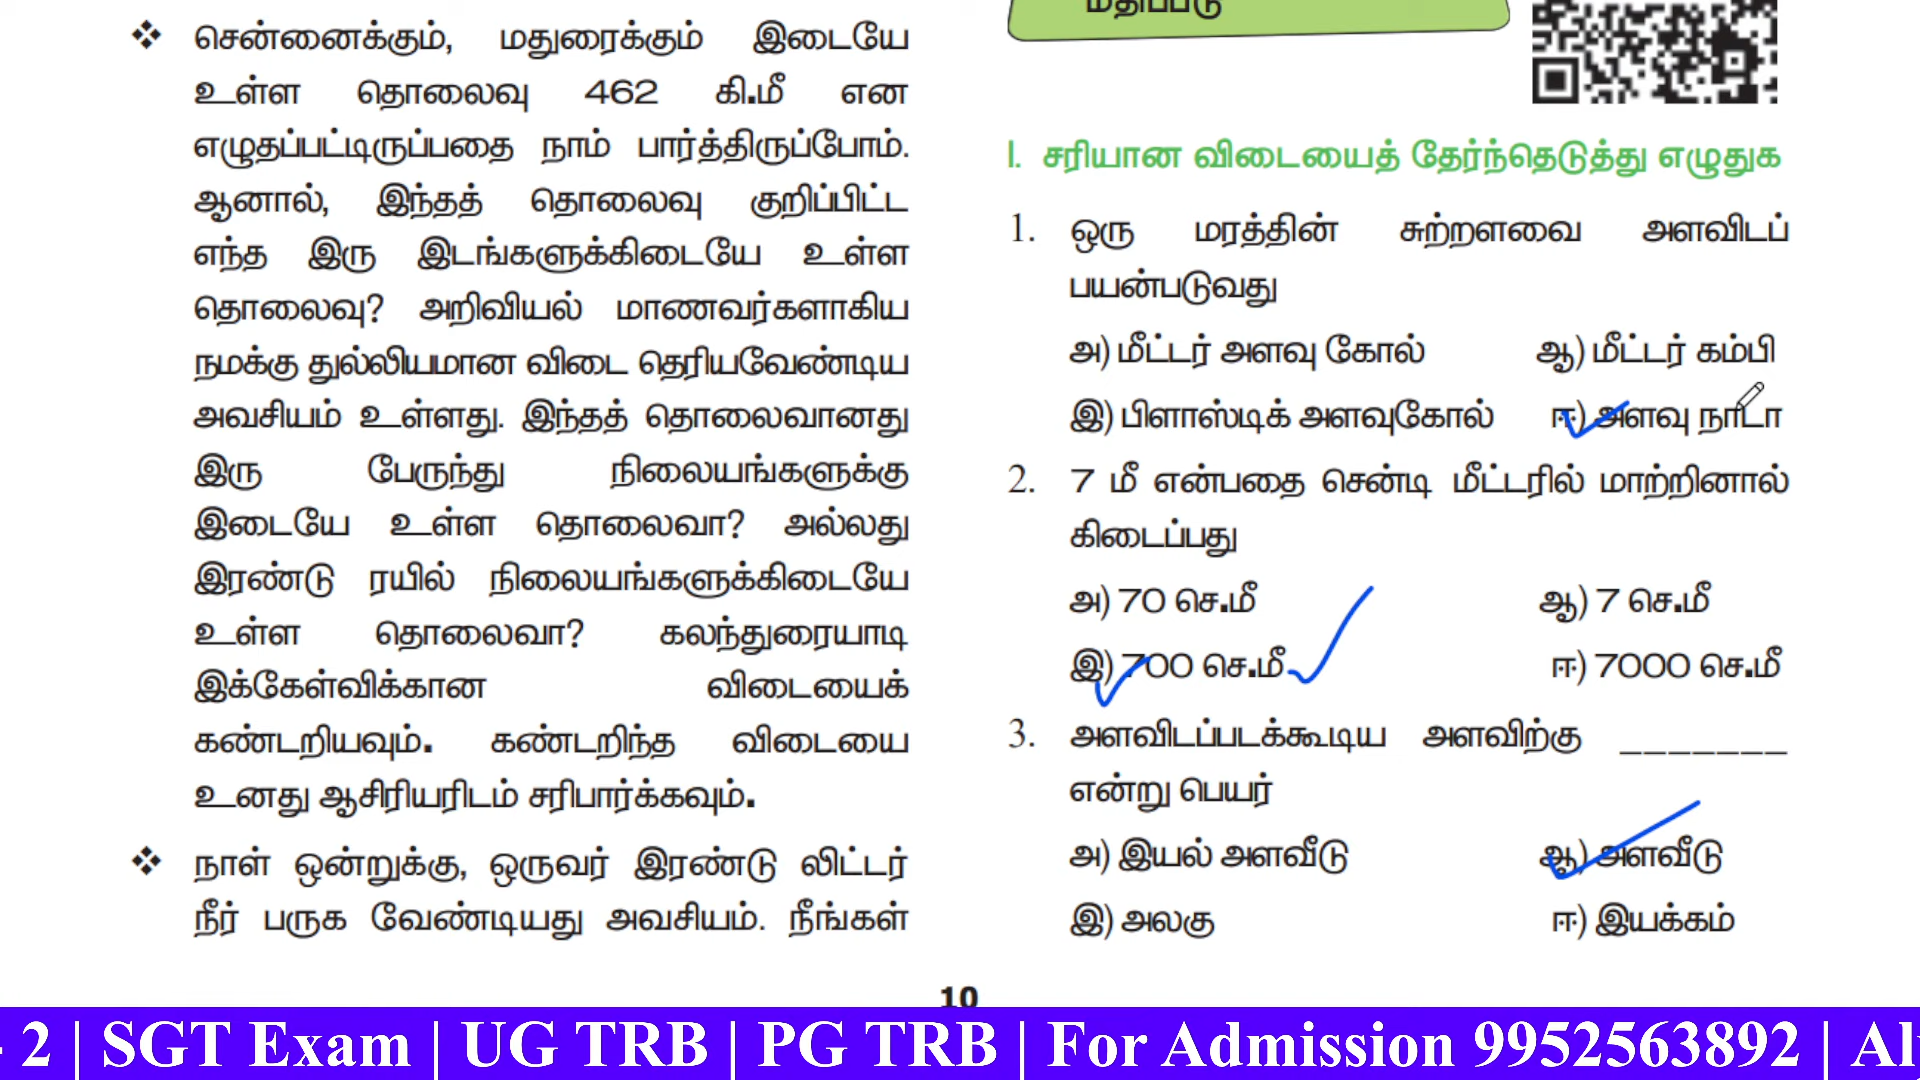 ❖ சென்னைக்கும், மதுரைக்கும் இடையே
உள்ள தொலைவு 462 கி.மீ என
எழுதப்பட்டிருப்பதை நாம் பார்த்திருப்போம்.
ஆனால், இந்தத் தொலைவு குறிப்பிட்ட
எந்த இரு இடங்களுக்கிடையே உள்ள
தொலைவு? அறிவியல் மாணவர்களாகிய
நமக்கு துல்லியமான விடை தெரியவேண்டிய
அவசியம் உள்ளது. இந்தத் தொலைவானது
இரு பேருந்து நிலையங்களுக்கு
இடையே உள்ள தொலைவா? அல்லது
இரண்டு ரயில் நிலையங்களுக்கிடையே
உள்ள தொலைவா? கலந்துரையாடி
இக்கேள்விக்கான விடையைக்
கண்டறியவும். கண்டறிந்த விடையை
உனது ஆசிரியரிடம் சரிபார்க்கவும்.
❖ நாள் ஒன்றுக்கு, ஒருவர் இரண்டு லிட்டர்
நீர் பருக வேண்டியது அவசியம். நீங்கள்
மதிப்பிடு
I. சரியான விடையைத் தேர்ந்தெடுத்து எழுதுக
1. ஒரு மரத்தின் சுற்றளவை அளவிடப்
பயன்படுவது
அ) மீட்டர் அளவு கோல் ஆ) மீட்டர் கம்பி
இ) பிளாஸ்டிக் அளவுகோல் ஈ) அளவு நாடா
2. 7 மீ என்பதை சென்டி மீட்டரில் மாற்றினால்
கிடைப்பது
அ) 70 செ.மீ ஆ) 7 செ.மீ
இ) 700 செ.மீ ஈ) 7000 செ.மீ
3. அளவிடப்படக்கூடிய அளவிற்கு _______
என்று பெயர்
அ) இயல் அளவீடு ஆ) அளவீடு
இ) அலகு ஈ) இயக்கம்
10
- 2 | SGT Exam | UG TRB | PG TRB | For Admission 9952563892 |